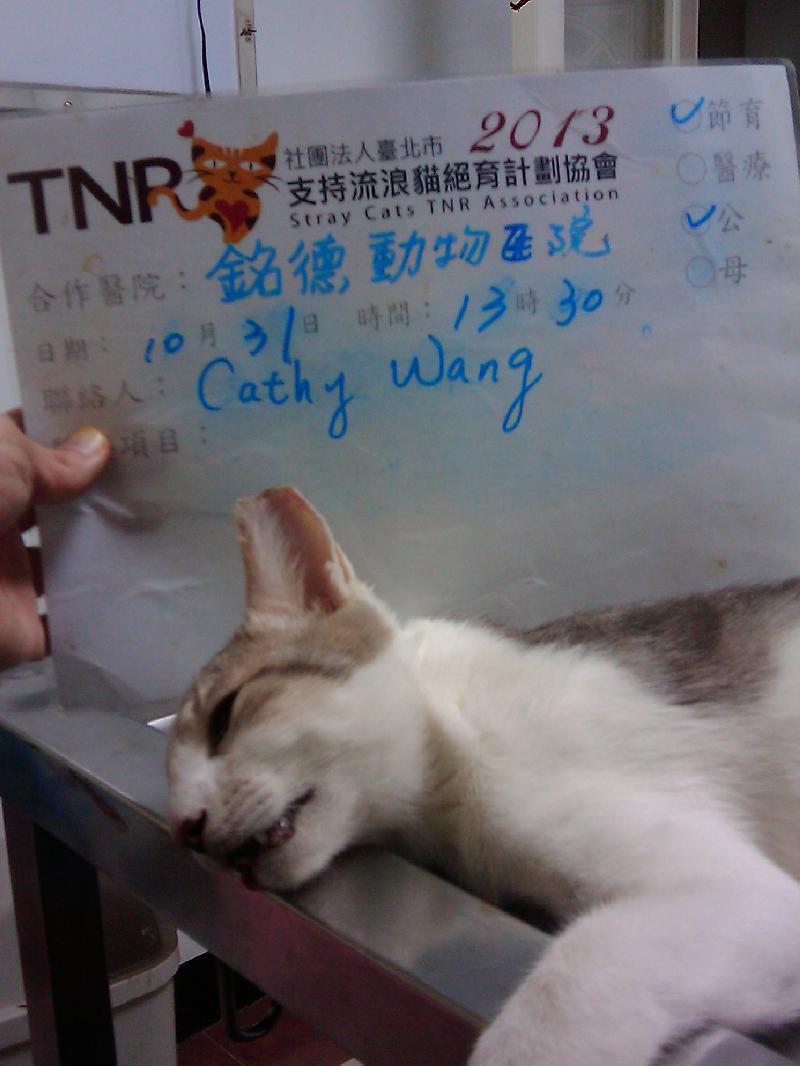 TNR
社團法人臺北市 2013
支持流浪貓絕育計劃協會
Stray Cats TNR Association
節育
醫療
公
母
合作醫院：銘德動物医院
日期：10月31日 時間：13時30分
聯絡人：Cathy Wang
項目：